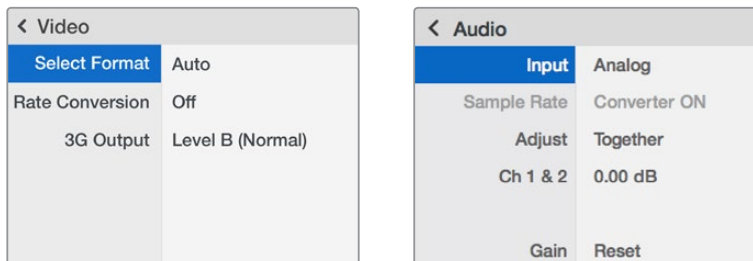 < Video
Select Format Auto
Rate Conversion Off
3G Output Level B (Normal)
< Audio
Input Analog
Sample Rate Converter ON
Adjust Together
Ch 1 & 2 0.00 dB
Gain Reset